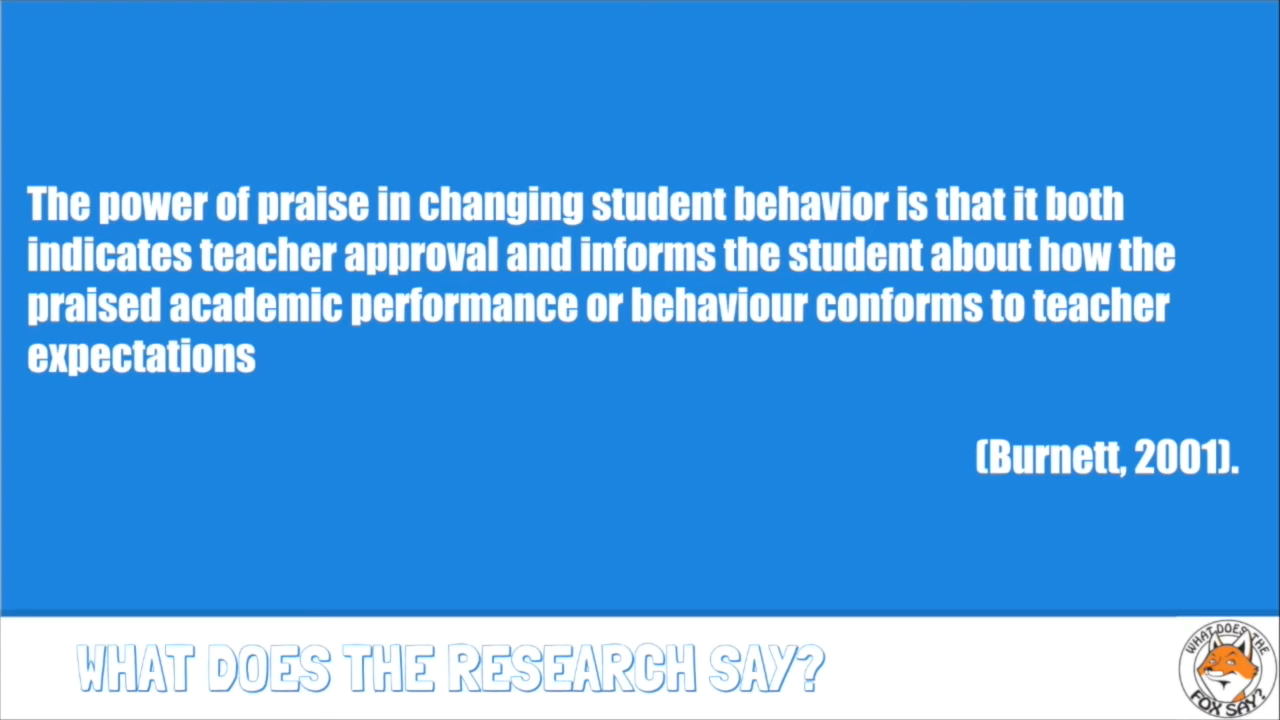 The power of praise in changing student behavior is that it both
indicates teacher approval and informs the student about how the
praised academic performance or behaviour conforms to teacher
expectations
(Burnett, 2001).
WHAT DOES THE RESEARCH SAY?
WHAT DOES THE
FOX SAY?